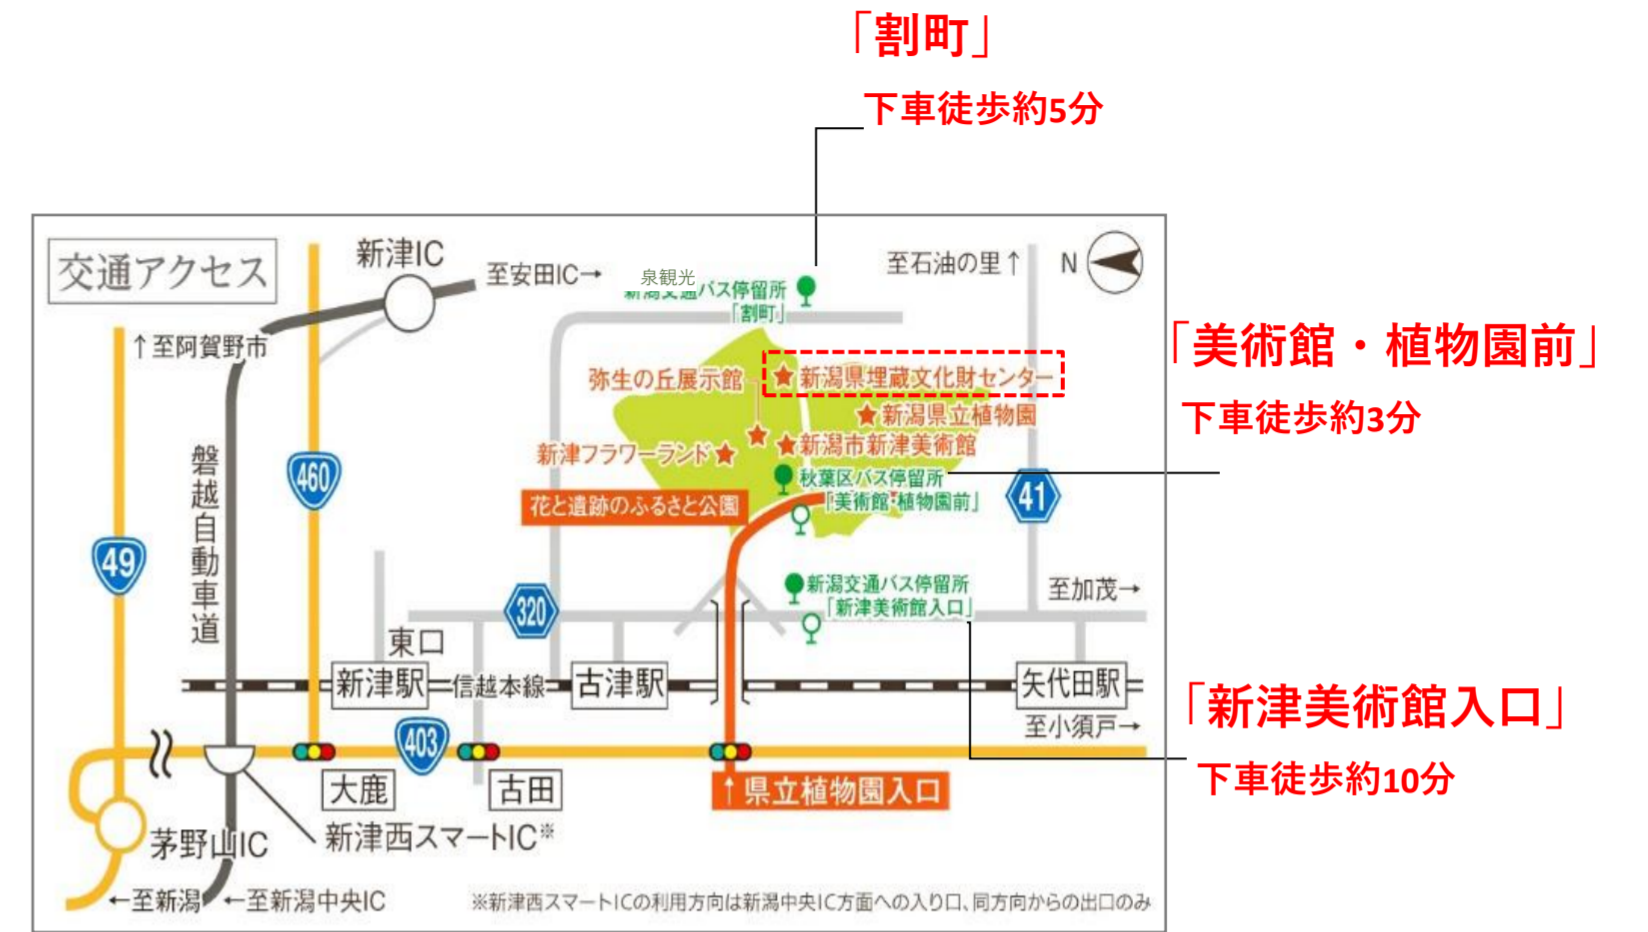 「割町」
下車徒歩約5分
交通アクセス
新津IC
至安田IC→
泉観光
新潟交通バス停留所
「割町」
至石油の里↑
N
↑至阿賀野市
弥生の丘展示館
新潟県埋蔵文化財センター
新潟県立植物園
新津フラワーランド
新潟市新津美術館
「美術館・植物園前」
下車徒歩約3分
磐越自動車道
460
秋葉区バス停留所
「美術館・植物園前」
41
花と遺跡のふるさと公園
49
新潟交通バス停留所
「新津美術館入口」
至加茂→
320
東口
新津駅
信越本線
古津駅
矢代田駅
至小須戸→
「新津美術館入口」
下車徒歩約10分
403
大鹿
古田
↑県立植物園入口
新津西スマートIC※
茅野山IC
←至新潟
←至新潟中央IC
※新津西スマートICの利用方向は新潟中央IC方面への入り口、同方向からの出口のみ